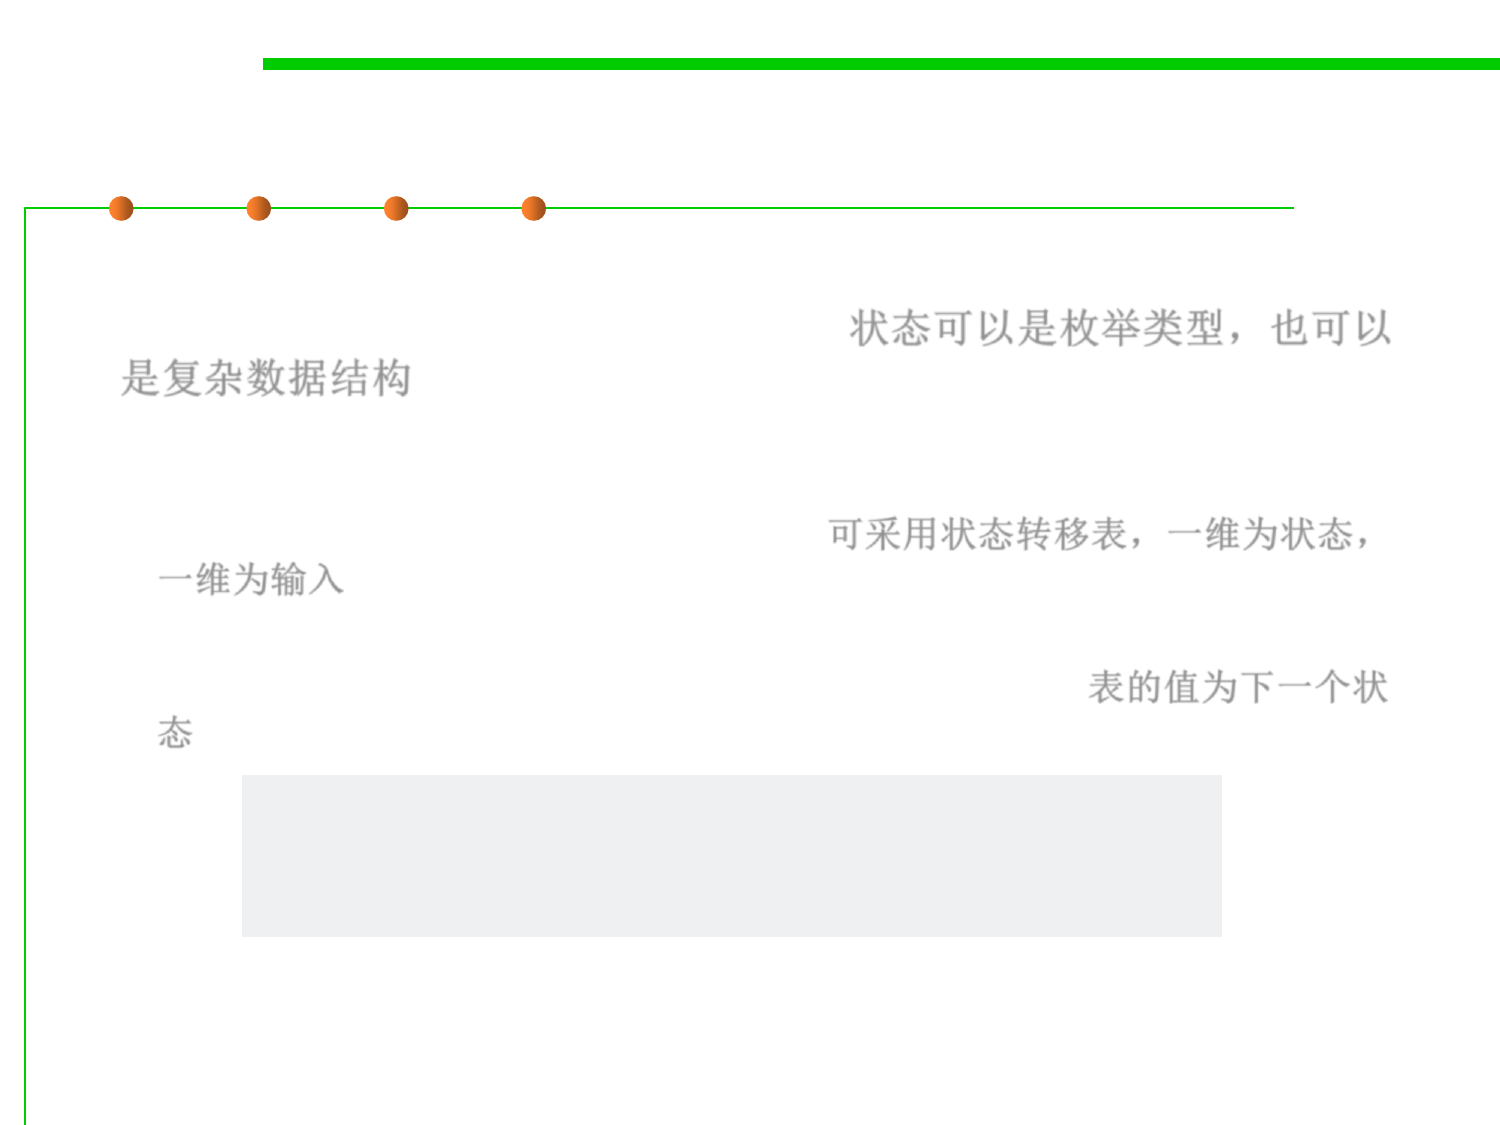 状态可以是枚举类型，也可以
是复杂数据结构
可采用状态转移表，一维为状态，
一维为输入
表的值为下一个状
态